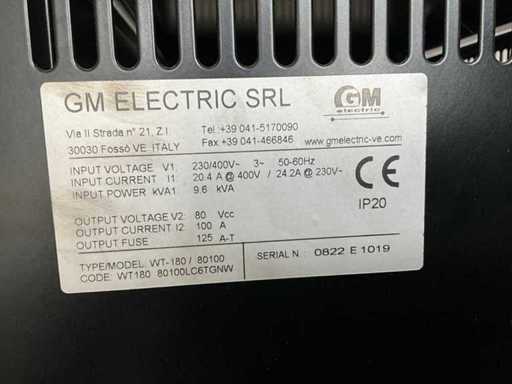 GM ELECTRIC SRL
GM
electric
Via II Strada n° 21, Z.I Tel. +39 041-5170090
30030 Fossò VE ITALY Fax +39 041-466846 www.gmelectric-ve.com
INPUT VOLTAGE V1: 230/400V~ 3~ 50-60Hz
INPUT CURRENT I1: 20.4 A @ 400V / 24.2A @ 230V~
INPUT POWER kVA1: 9.6 kVA
CE
IP20
OUTPUT VOLTAGE V2: 80 Vcc
OUTPUT CURRENT I2: 100 A
OUTPUT FUSE: 125 A-T
TYPE/MODEL: WT-180 / 80100
CODE: WT180 80100LC6TGNW
SERIAL N.: 0822 E 1019